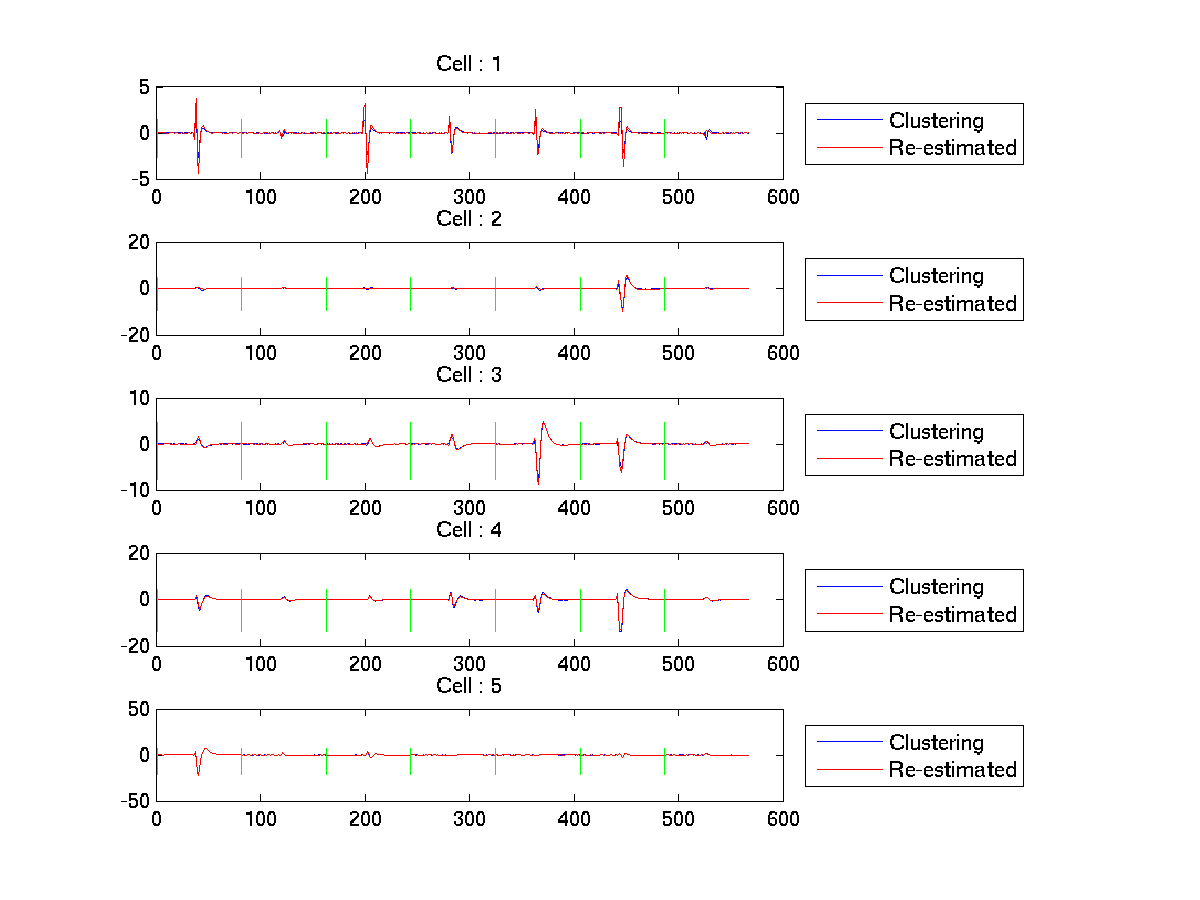 Cell : 1
5
0
-5
0 100 200 300 400 500 600
Clustering
Re-estimated
Cell : 2
20
0
-20
0 100 200 300 400 500 600
Clustering
Re-estimated
Cell : 3
10
0
-10
0 100 200 300 400 500 600
Clustering
Re-estimated
Cell : 4
20
0
-20
0 100 200 300 400 500 600
Clustering
Re-estimated
Cell : 5
50
0
-50
0 100 200 300 400 500 600
Clustering
Re-estimated